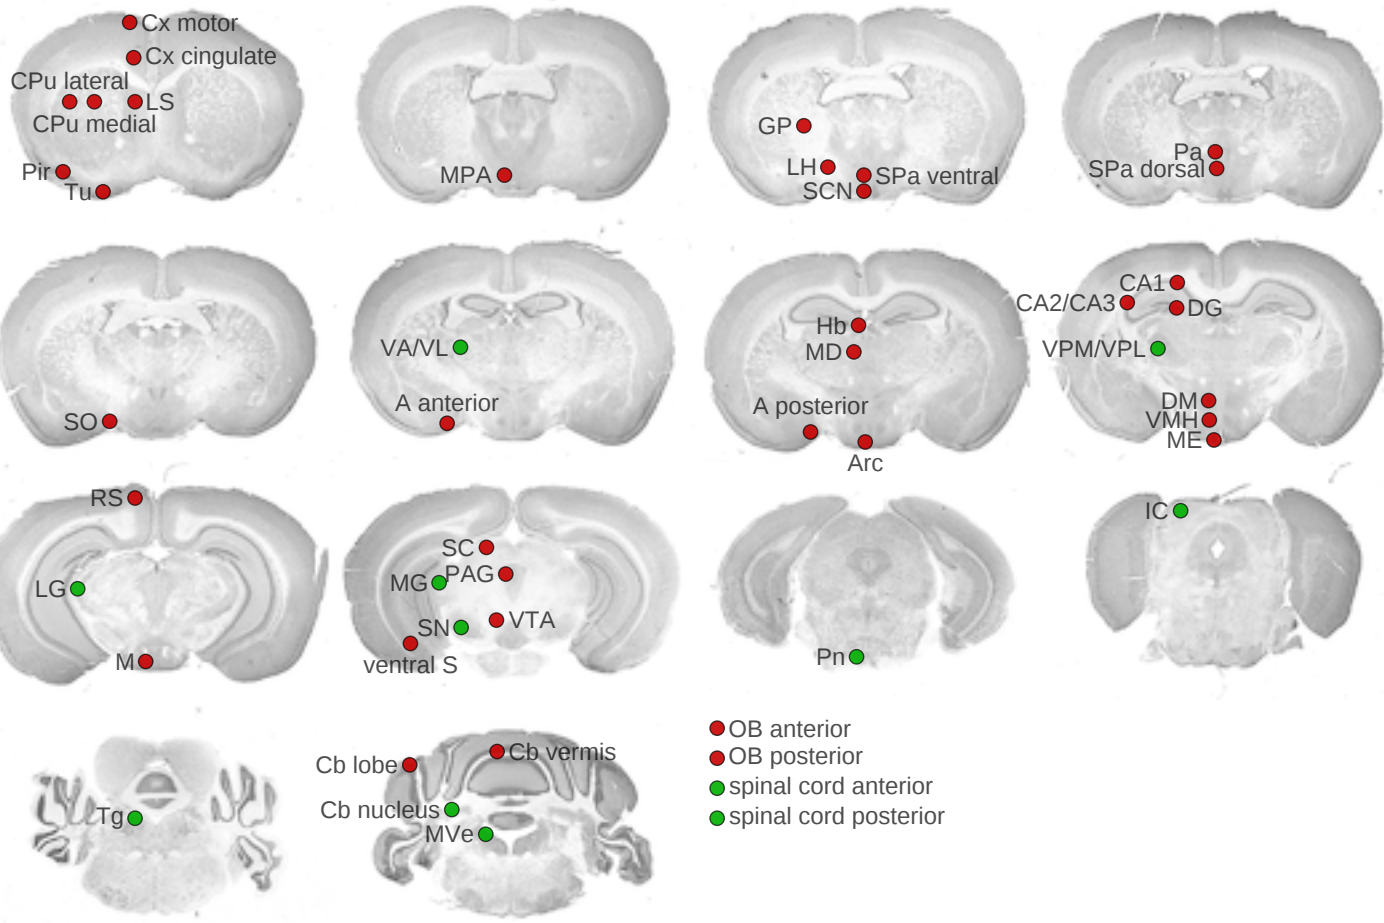 Cx motor
Cx cingulate
CPu lateral
LS
CPu medial
Pir
Tu
MPA
GP
LH
SPa ventral
SCN
Pa
SPa dorsal
SO
VA/VL
A anterior
Hb
MD
A posterior
Arc
CA1
CA2/CA3
DG
VPM/VPL
DM
VMH
ME
RS
LG
M
SC
MG
PAG
SN
VTA
ventral S
Pn
IC
Tg
Cb lobe
Cb vermis
Cb nucleus
MVe
OB anterior
OB posterior
spinal cord anterior
spinal cord posterior